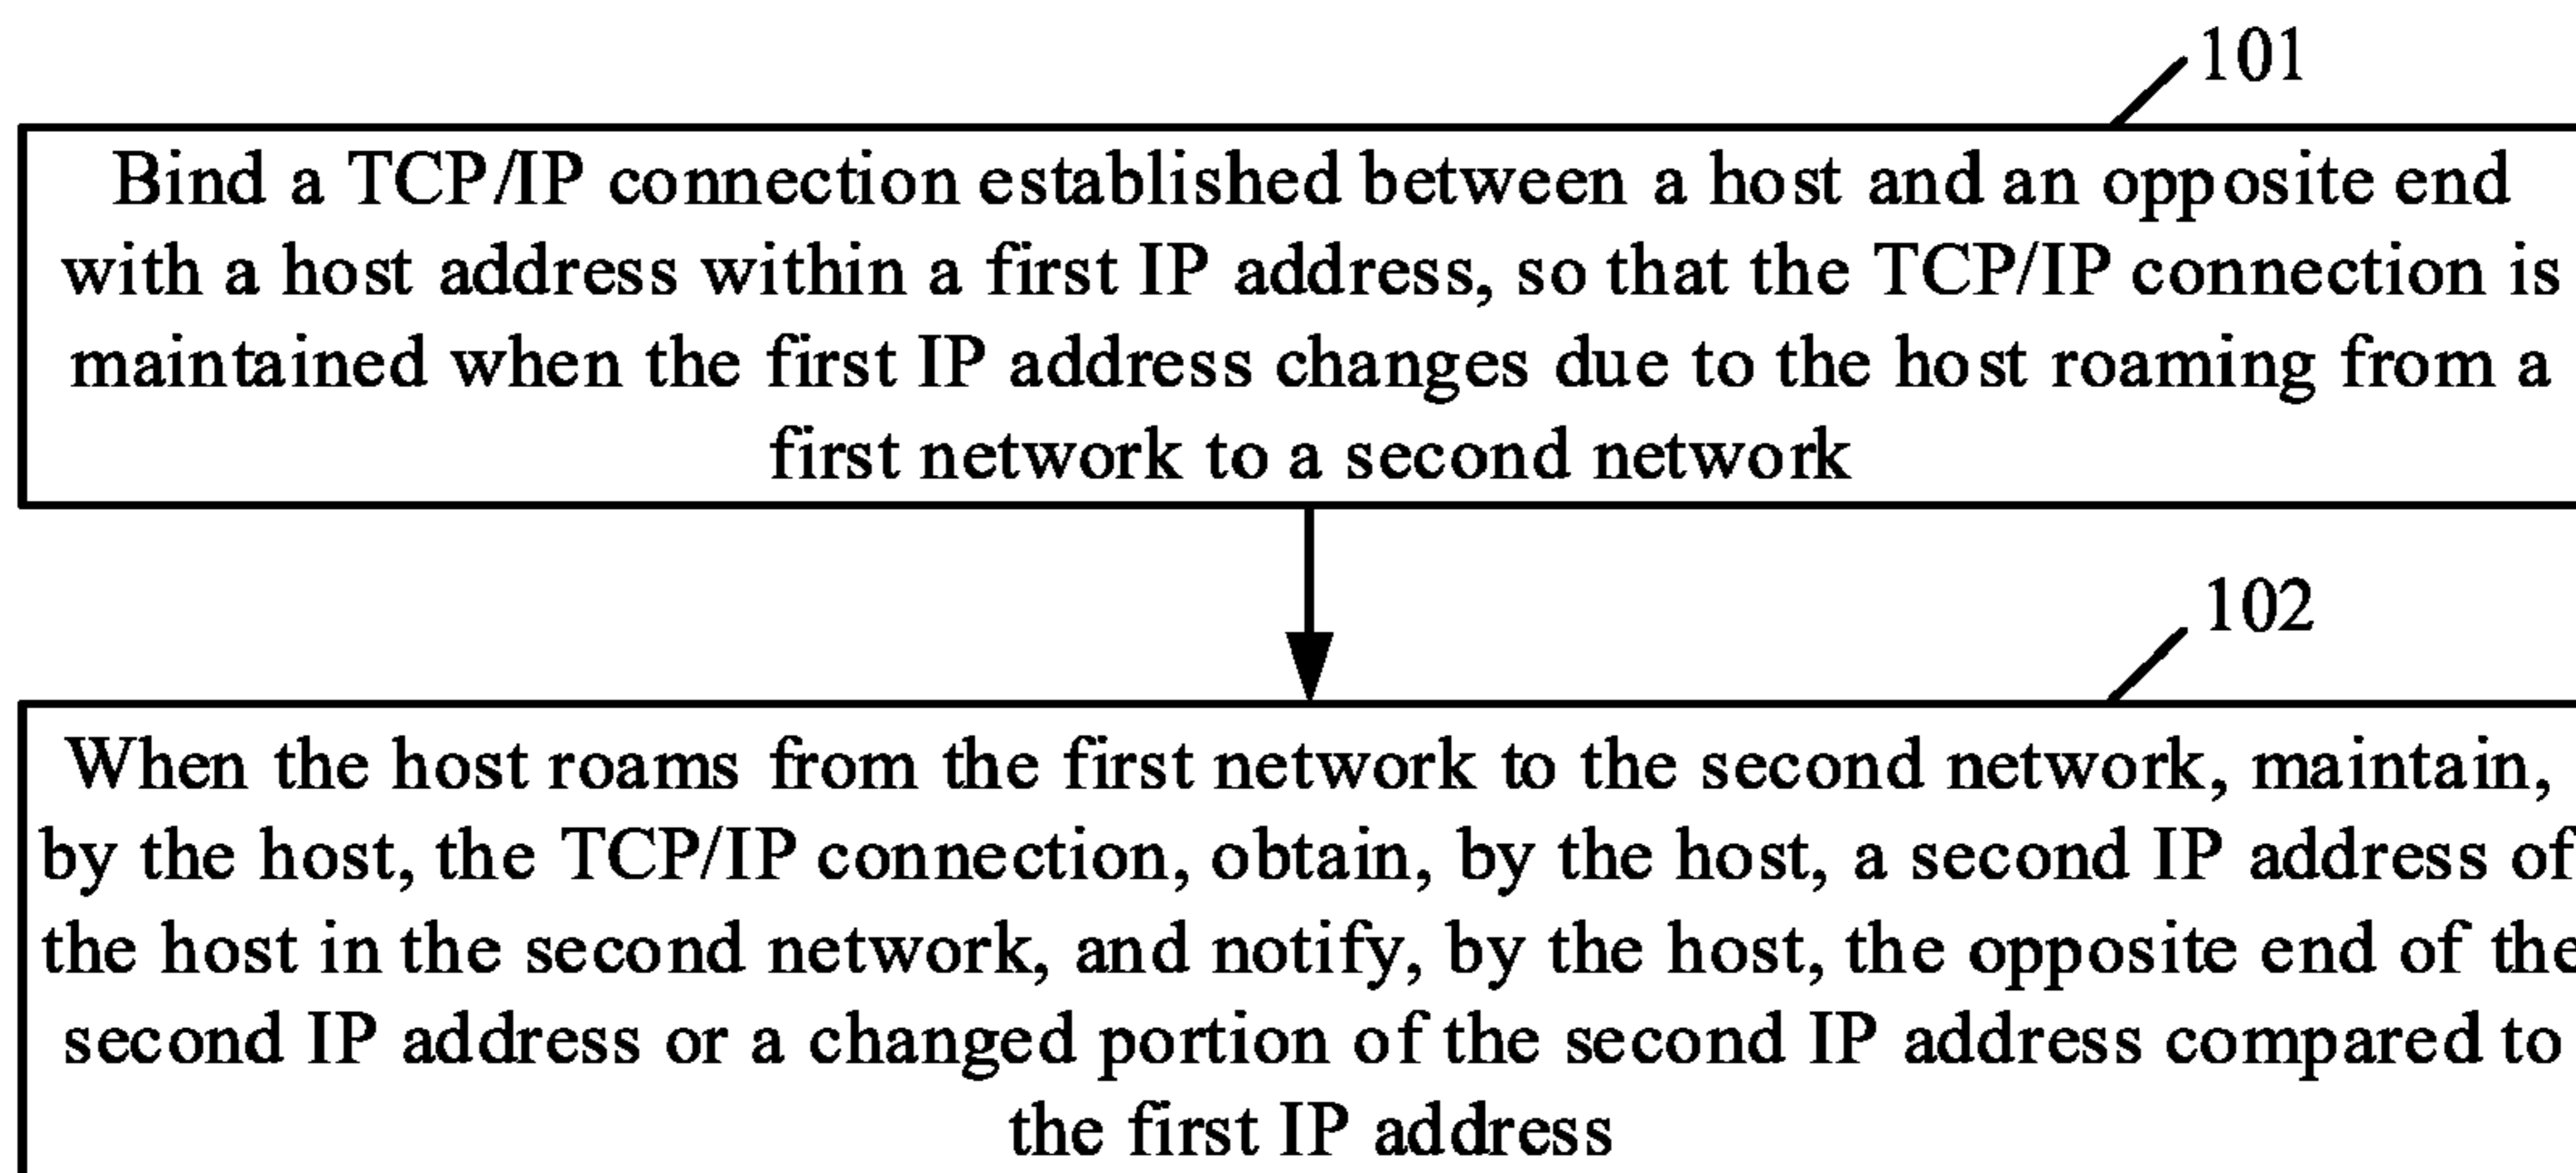 101
Bind a TCP/IP connection established between a host and an opposite end
with a host address within a first IP address, so that the TCP/IP connection is
maintained when the first IP address changes due to the host roaming from a
first network to a second network
102
When the host roams from the first network to the second network, maintain,
by the host, the TCP/IP connection, obtain, by the host, a second IP address of
the host in the second network, and notify, by the host, the opposite end of the
second IP address or a changed portion of the second IP address compared to
the first IP address